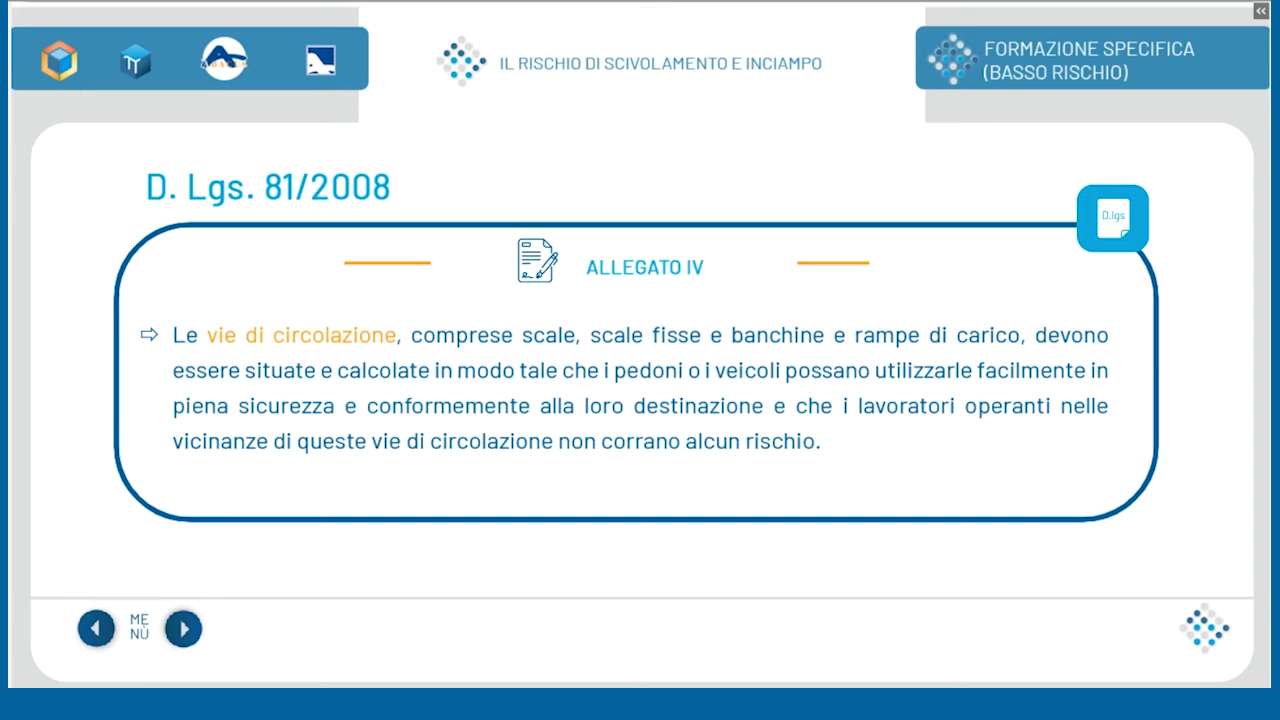 IL RISCHIO DI SCIVOLAMENTO E INCIAMPO
FORMAZIONE SPECIFICA
(BASSO RISCHIO)
D. Lgs. 81/2008
D.lgs
ALLEGATO IV
⇨ Le vie di circolazione, comprese scale, scale fisse e banchine e rampe di carico, devono
essere situate e calcolate in modo tale che i pedoni o i veicoli possano utilizzarle facilmente in
piena sicurezza e conformemente alla loro destinazione e che i lavoratori operanti nelle
vicinanze di queste vie di circolazione non corrano alcun rischio.
ME
NÙ